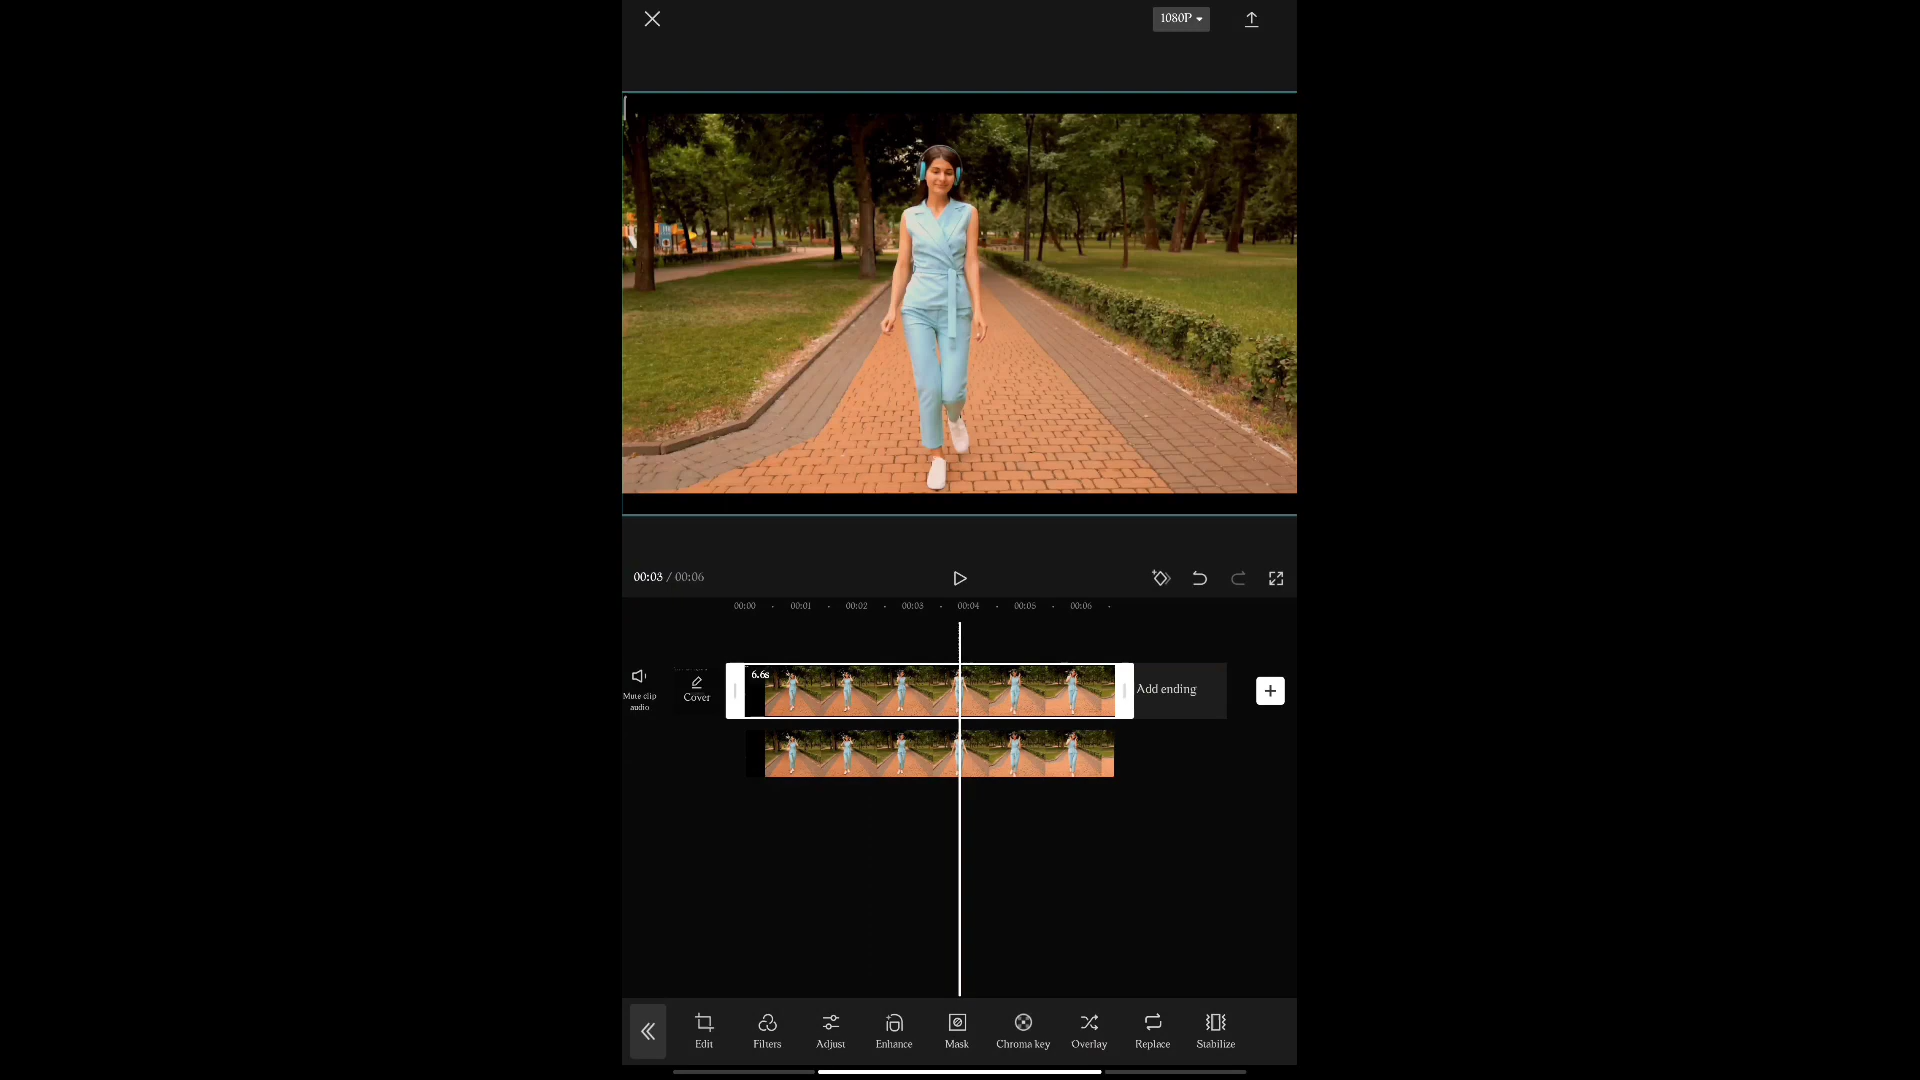 1080P
00:03 / 00:06
00:00 00:01 00:02 00:03 00:04 00:05 00:06
6.6s
Mute clip
audio
Cover
Add ending
Edit Filters Adjust Enhance Mask Chroma key Overlay Replace Stabilize